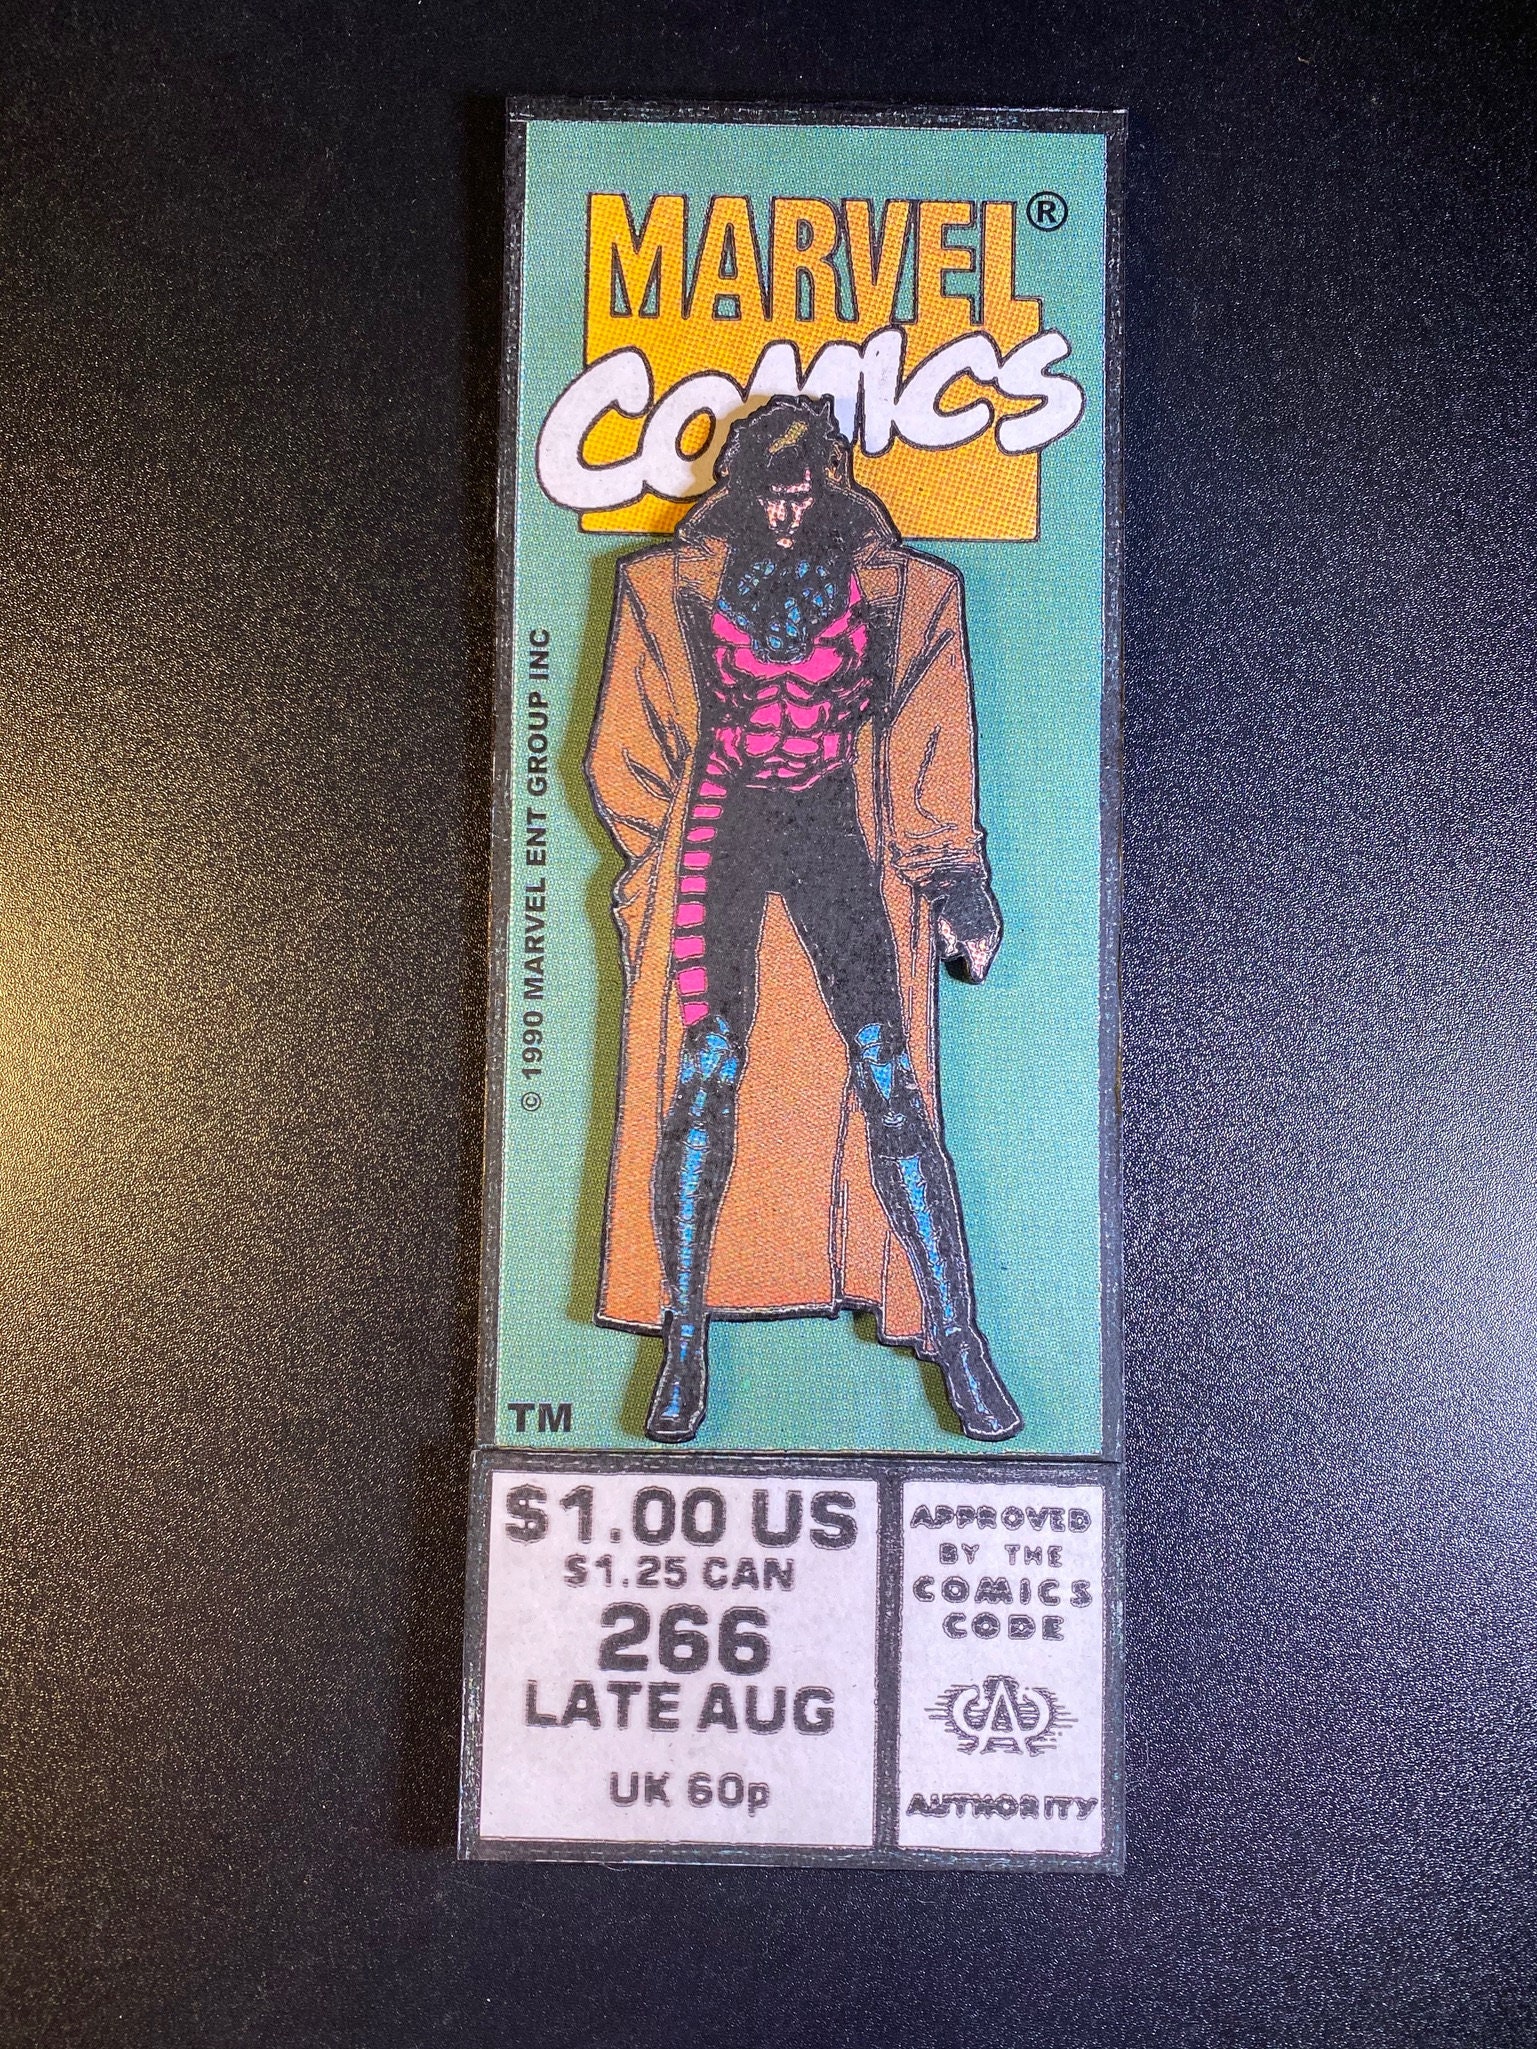 MARVEL®
COMICS
© 1990 MARVEL ENT GROUP INC
TM
$1.00 US
$1.25 CAN
266
LATE AUG
UK 60p
APPROVED
BY THE
COMICS
CODE
CCA
AUTHORITY